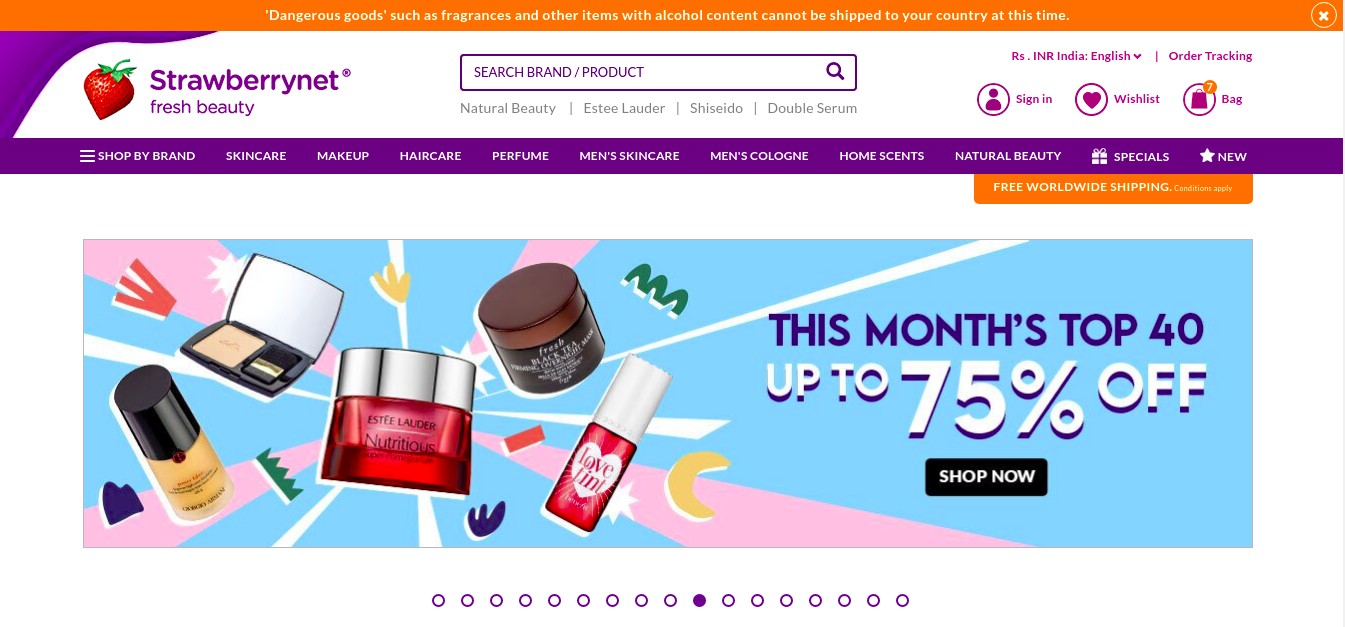 'Dangerous goods' such as fragrances and other items with alcohol content cannot be shipped to your country at this time.
Rs . INR India: English | Order Tracking
Strawberrynet®
fresh beauty
SEARCH BRAND / PRODUCT
Natural Beauty | Estee Lauder | Shiseido | Double Serum
Sign in Wishlist 7 Bag
SHOP BY BRAND SKINCARE MAKEUP HAIRCARE PERFUME MEN'S SKINCARE MEN'S COLOGNE HOME SCENTS NATURAL BEAUTY SPECIALS NEW
FREE WORLDWIDE SHIPPING. Conditions apply
THIS MONTH'S TOP 40
UP TO 75% OFF
SHOP NOW
fresh
BLACK TEA
FIRMING OVERNIGHT MASK
ESTĒE LAUDER
Nutritious
love
tint
GIORGIO ARMANI